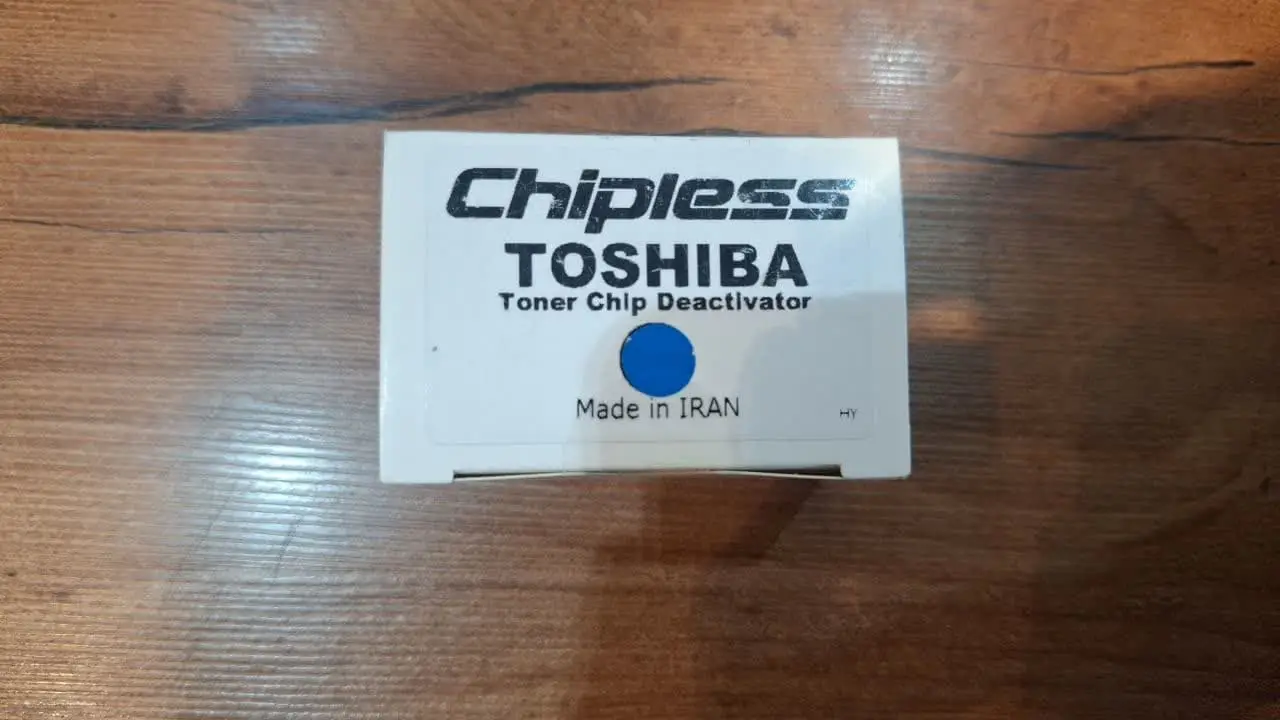 Chipless
TOSHIBA
Toner Chip Deactivator
Made in IRAN
HY